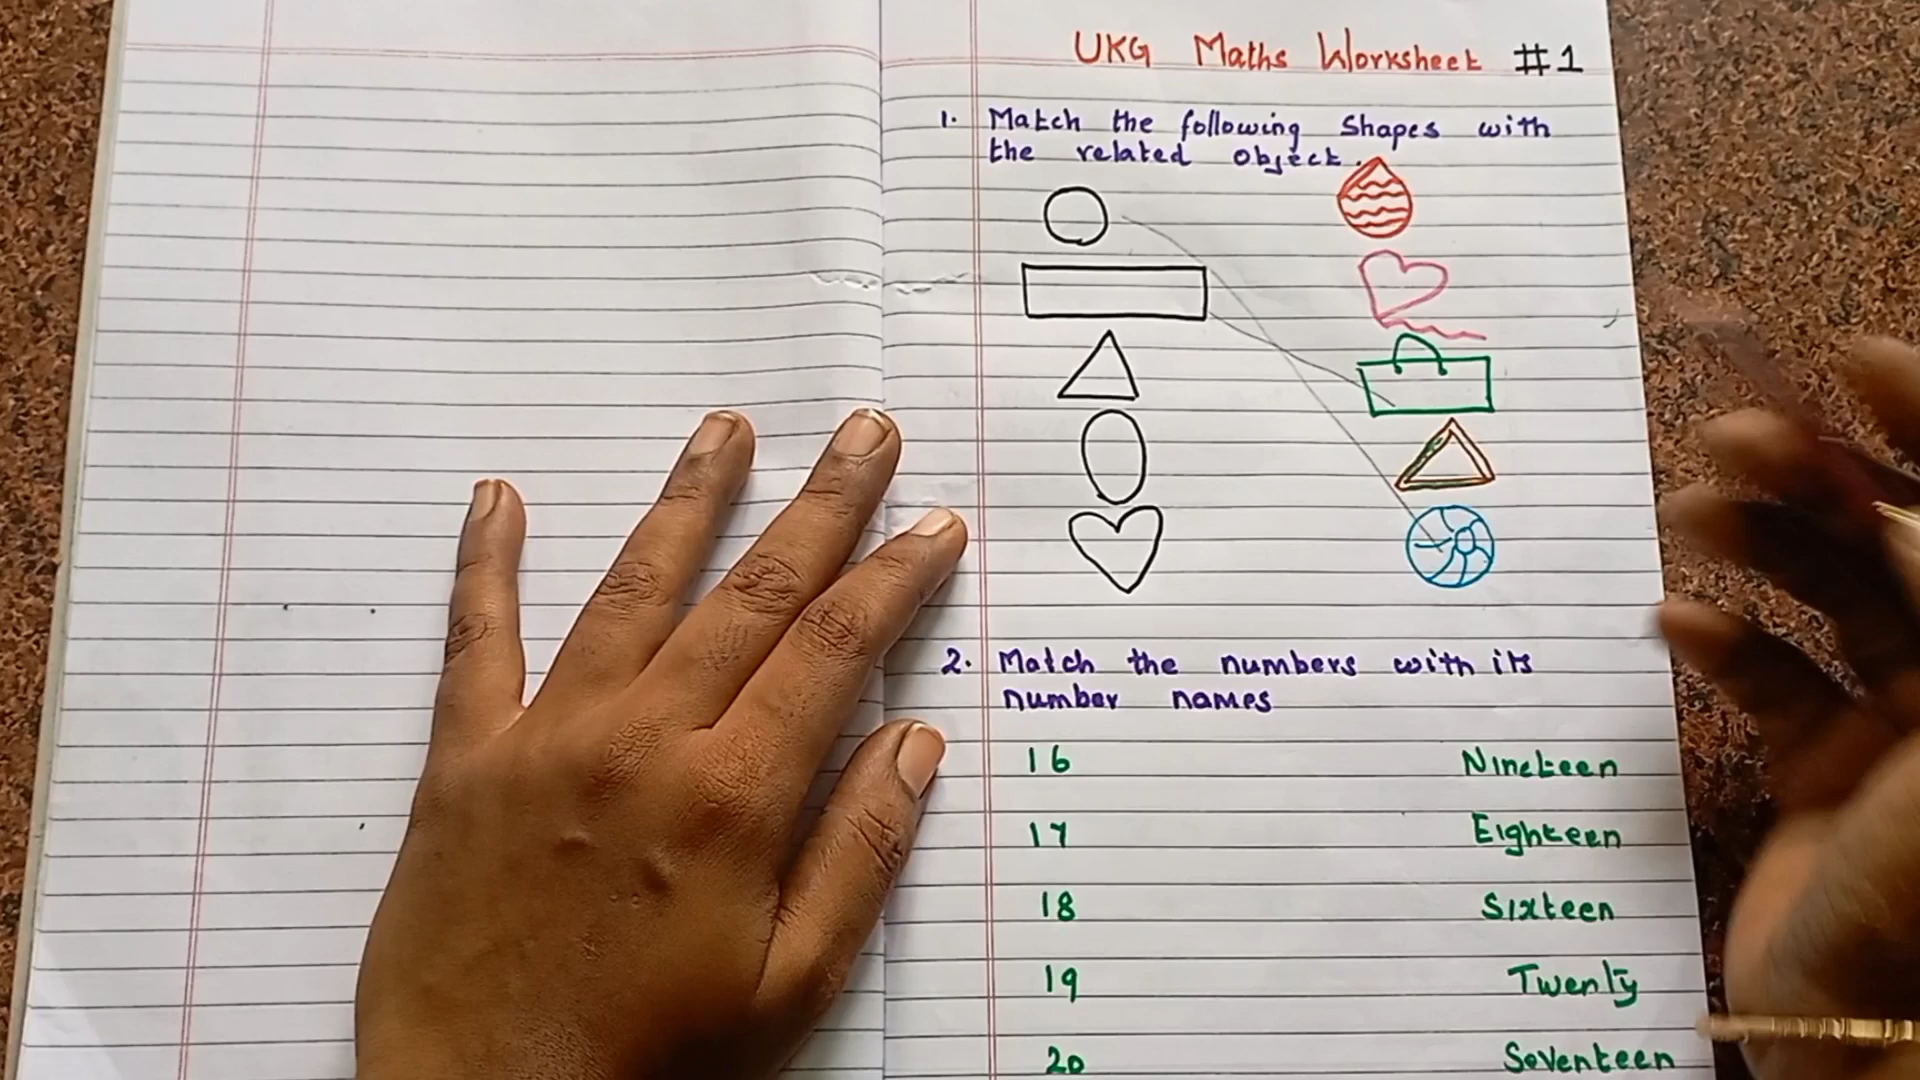 UKG Maths Worksheet #1
1. Match the following Shapes with
the related object.
2. Match the numbers with its
number names
16 Nineteen
17 Eighteen
18 Sixteen
19 Twenty
20 Seventeen